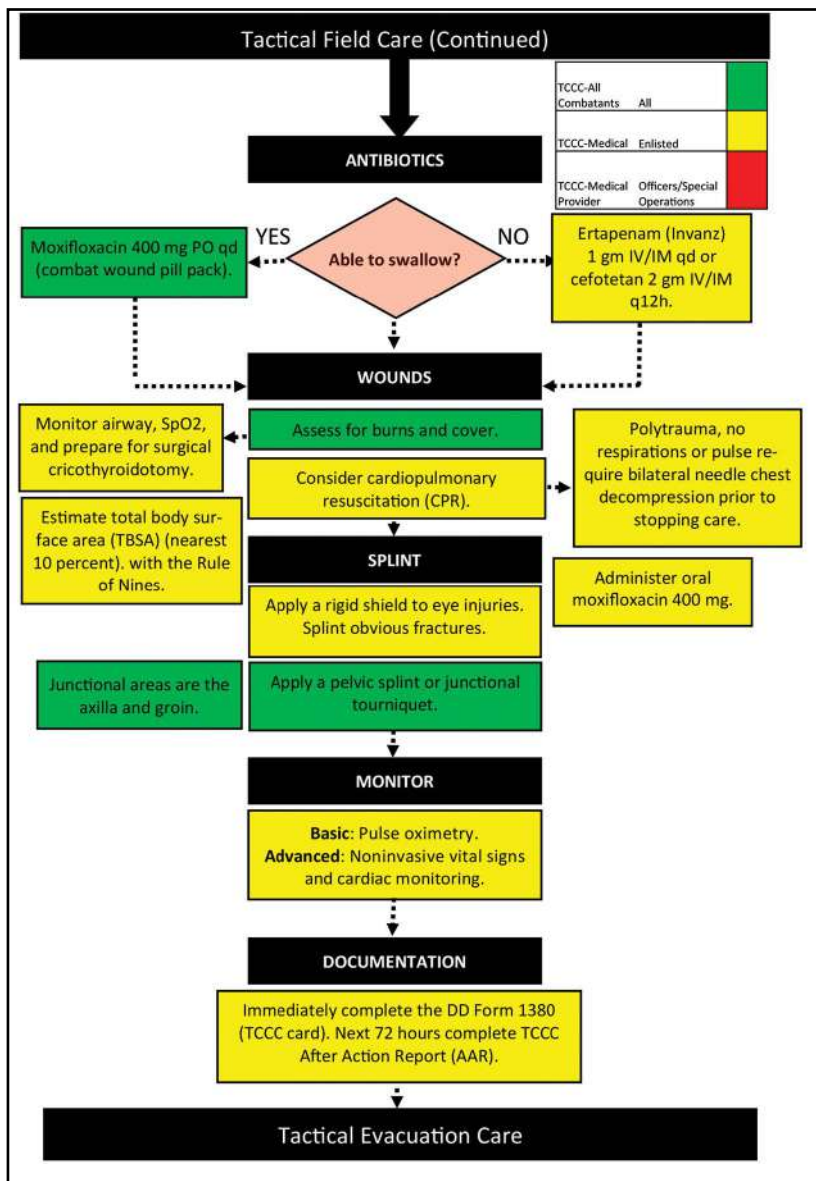 Tactical Field Care (Continued)
TCCC-All
Combatants All
TCCC-Medical Enlisted
TCCC-Medical Officers/Special
Provider Operations
ANTIBIOTICS
Moxifloxacin 400 mg PO qd
(combat wound pill pack).
YES
Able to swallow?
NO
Ertapenam (Invanz)
1 gm IV/IM qd or
cefotetan 2 gm IV/IM
q12h.
WOUNDS
Monitor airway, SpO2,
and prepare for surgical
cricothyroidotomy.
Assess for burns and cover.
Consider cardiopulmonary
resuscitation (CPR).
Polytrauma, no
respirations or pulse re-
quire bilateral needle chest
decompression prior to
stopping care.
Estimate total body sur-
face area (TBSA) (nearest
10 percent). with the Rule
of Nines.
SPLINT
Apply a rigid shield to eye injuries.
Splint obvious fractures.
Administer oral
moxifloxacin 400 mg.
Junctional areas are the
axilla and groin.
Apply a pelvic splint or junctional
tourniquet.
MONITOR
Basic: Pulse oximetry.
Advanced: Noninvasive vital signs
and cardiac monitoring.
DOCUMENTATION
Immediately complete the DD Form 1380
(TCCC card). Next 72 hours complete TCCC
After Action Report (AAR).
Tactical Evacuation Care